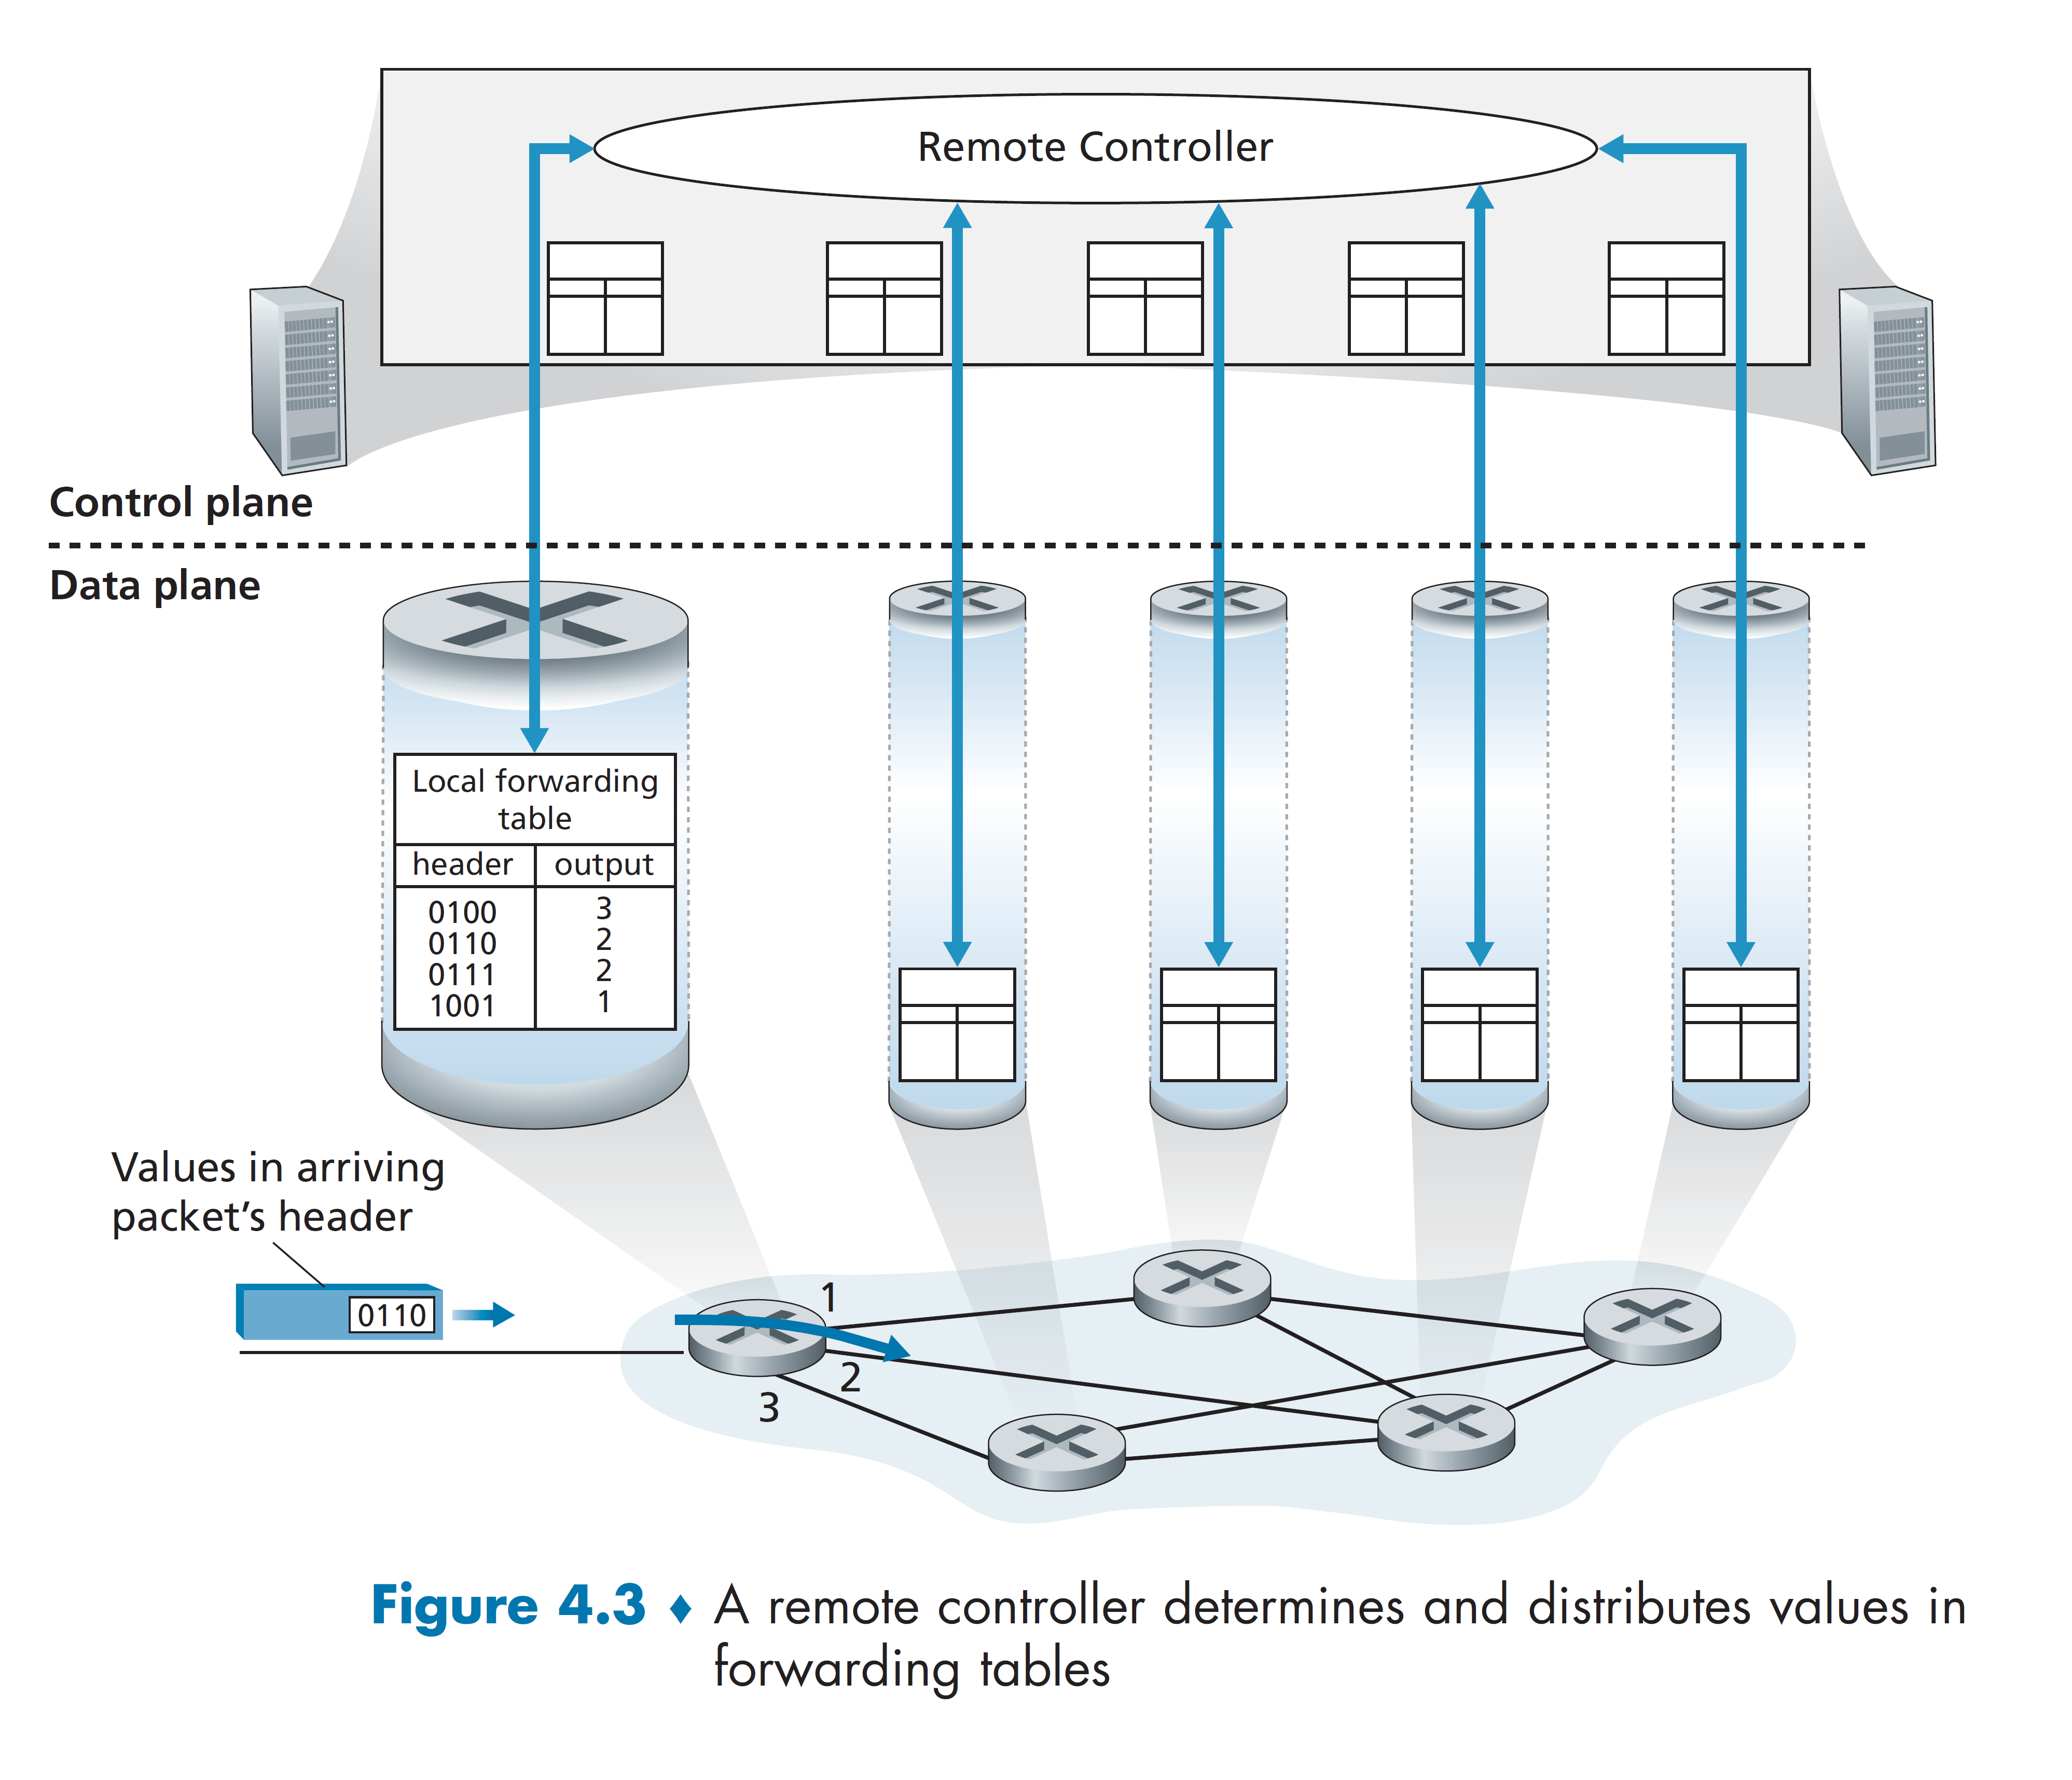 Remote Controller
Control plane
Data plane
Local forwarding
table
header output
0100 3
0110 2
0111 2
1001 1
Values in arriving
packet’s header
0110
1
2
3
Figure 4.3 ♦ A remote controller determines and distributes values in
forwarding tables